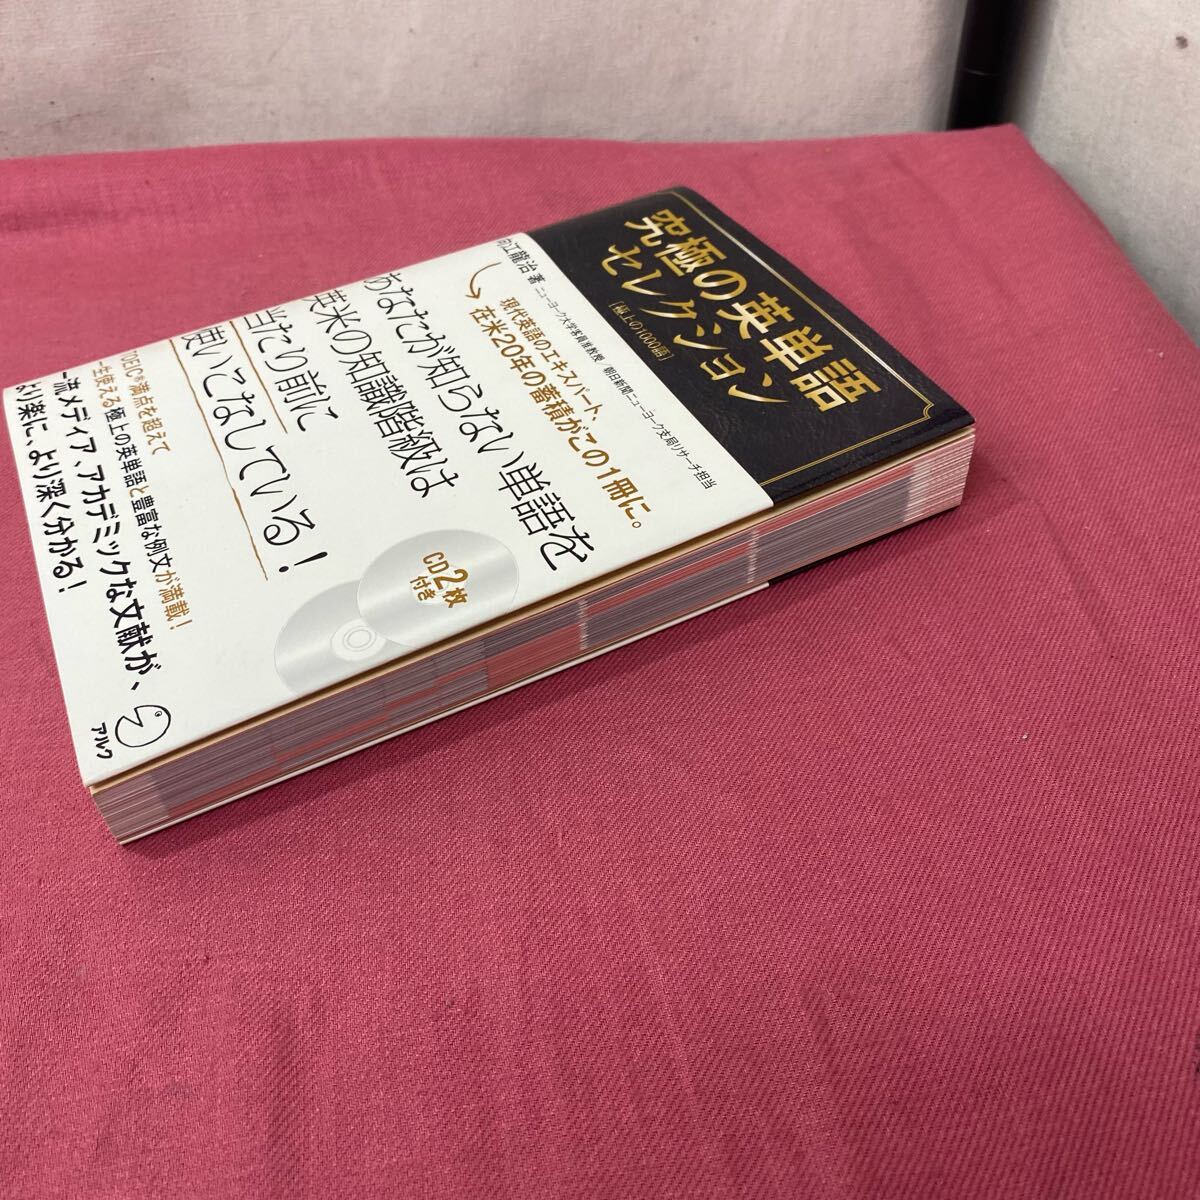 究極の英単語
セレクション
[極上の1000語]
向江龍治 著 ニューヨーク大学客員准教授/朝日新聞ニューヨーク支局リサーチ担当
現代英語のエキスパート、
在米20年の蓄積がこの1冊に。
あなたが知らない単語を
英米の知識階級は
当たり前に
使いこなしている!
CD2枚
付き
TOEIC®満点を超えて
一生使える極上の英単語と豊富な例文が満載!
一流メディア、アカデミックな文献が、
より楽に、より深く分かる!
アルク